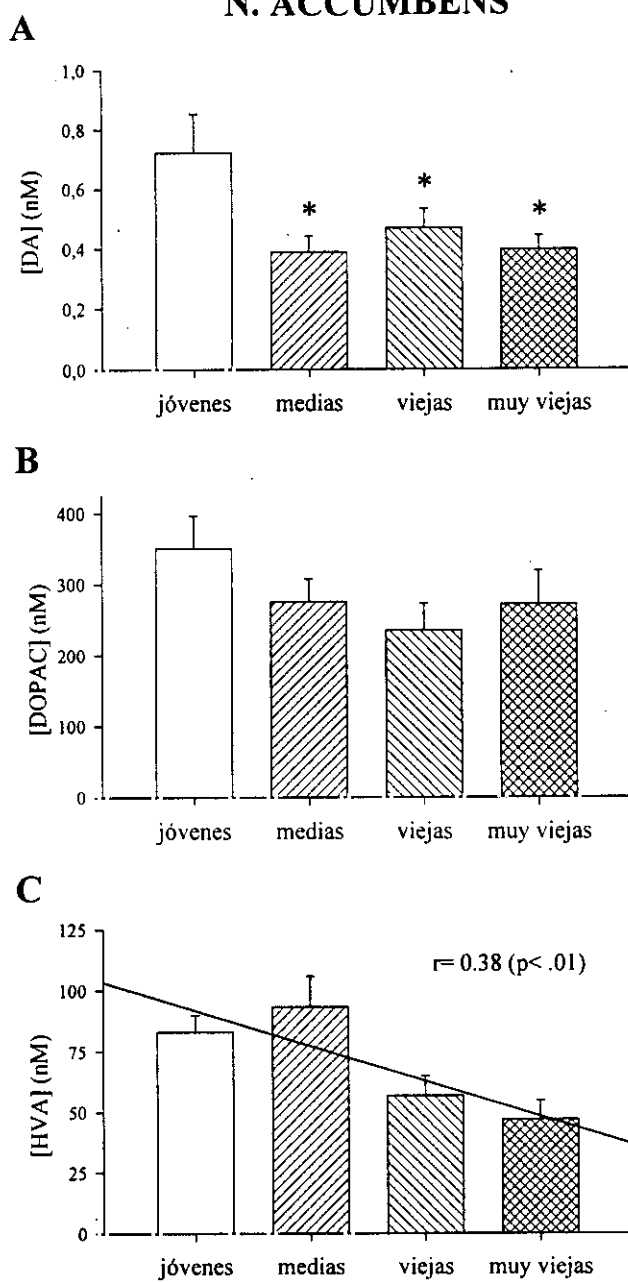 N. ACCUMBENS
A
1,0
0,8
0,6
0,4
0,2
0,0
[DA] (nM)
* * *
jóvenes medias viejas muy viejas
B
400
300
200
100
0
[DOPAC] (nM)
jóvenes medias viejas muy viejas
C
125
100
75
50
25
0
[HVA] (nM)
r= 0.38 (p< .01)
jóvenes medias viejas muy viejas